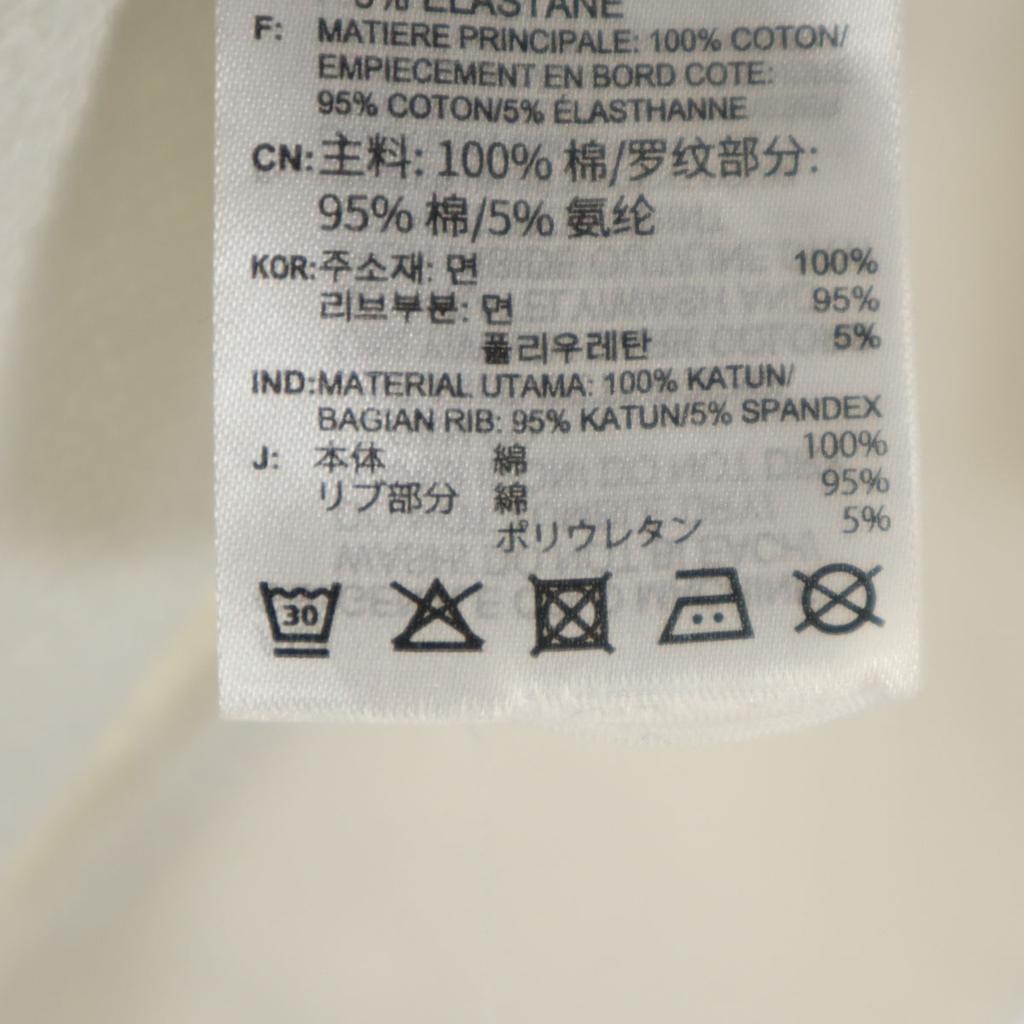 5% ELASTANE
F: MATIERE PRINCIPALE: 100% COTON/
EMPIECEMENT EN BORD COTE:
95% COTON/5% ÉLASTHANNE
CN: 主料: 100% 棉/罗纹部分:
95% 棉/5% 氨纶
KOR: 주소재: 면 100%
리브부분: 면 95%
폴리우레탄 5%
IND: MATERIAL UTAMA: 100% KATUN/
BAGIAN RIB: 95% KATUN/5% SPANDEX
J: 本体 綿 100%
リブ部分 綿 95%
ポリウレタン 5%
30